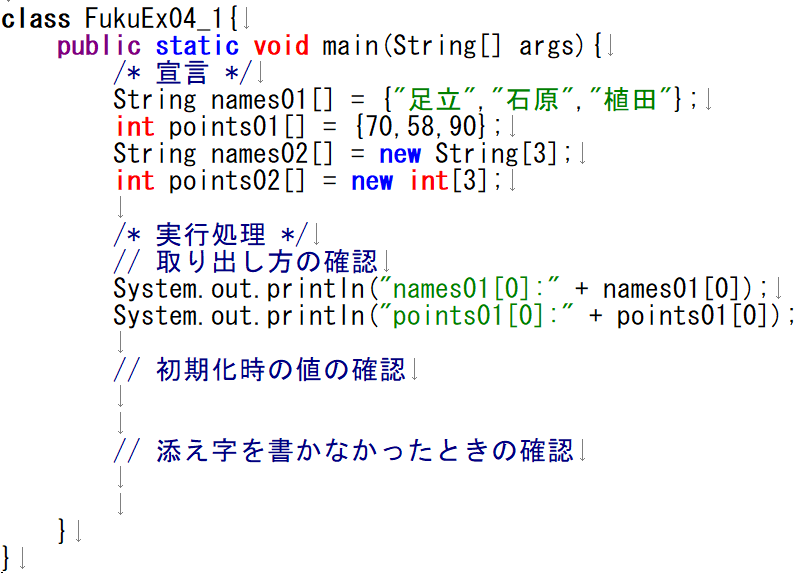 class FukuEx04_1{↓
    public static void main(String[] args){↓
        /* 宣言 */↓
        String names01[] = {"足立","石原","植田"};↓
        int points01[] = {70,58,90};↓
        String names02[] = new String[3];↓
        int points02[] = new int[3];↓
        ↓
        /* 実行処理 */↓
        // 取り出し方の確認↓
        System.out.println("names01[0]:" + names01[0]);↓
        System.out.println("points01[0]:" + points01[0]);
        ↓
        // 初期化時の値の確認↓
        ↓
        ↓
        // 添え字を書かなかったときの確認↓
        ↓
        ↓
    }↓
}↓